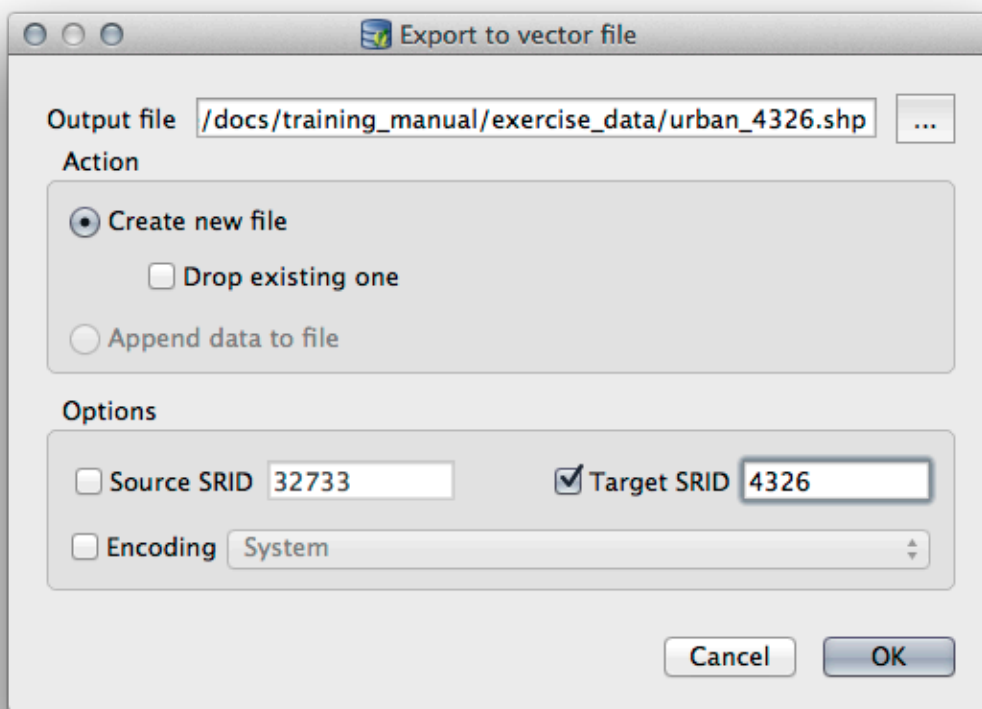 Export to vector file
Output file /docs/training_manual/exercise_data/urban_4326.shp ...
Action
Create new file
Drop existing one
Append data to file
Options
Source SRID 32733 Target SRID 4326
Encoding System
Cancel OK